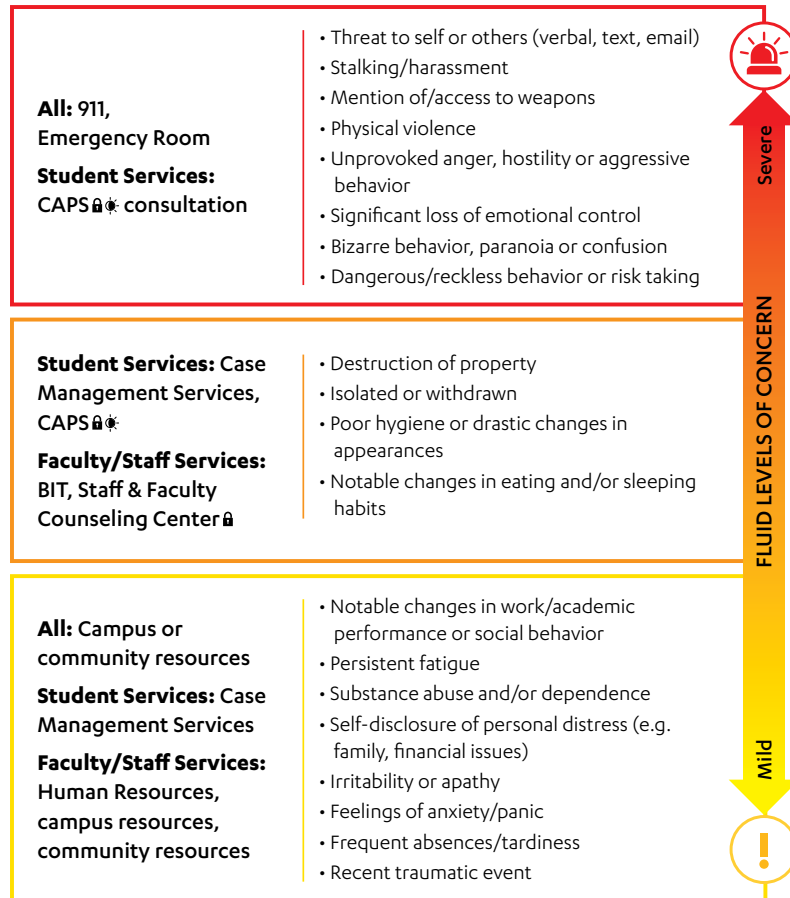 All: 911,
Emergency Room
Student Services:
CAPS consultation
• Threat to self or others (verbal, text, email)
• Stalking/harassment
• Mention of/access to weapons
• Physical violence
• Unprovoked anger, hostility or aggressive
behavior
• Significant loss of emotional control
• Bizarre behavior, paranoia or confusion
• Dangerous/reckless behavior or risk taking
Student Services: Case
Management Services,
CAPS
Faculty/Staff Services:
BIT, Staff & Faculty
Counseling Center
• Destruction of property
• Isolated or withdrawn
• Poor hygiene or drastic changes in
appearances
• Notable changes in eating and/or sleeping
habits
All: Campus or
community resources
Student Services: Case
Management Services
Faculty/Staff Services:
Human Resources,
campus resources,
community resources
• Notable changes in work/academic
performance or social behavior
• Persistent fatigue
• Substance abuse and/or dependence
• Self-disclosure of personal distress (e.g.
family, financial issues)
• Irritability or apathy
• Feelings of anxiety/panic
• Frequent absences/tardiness
• Recent traumatic event
Severe
FLUID LEVELS OF CONCERN
Mild